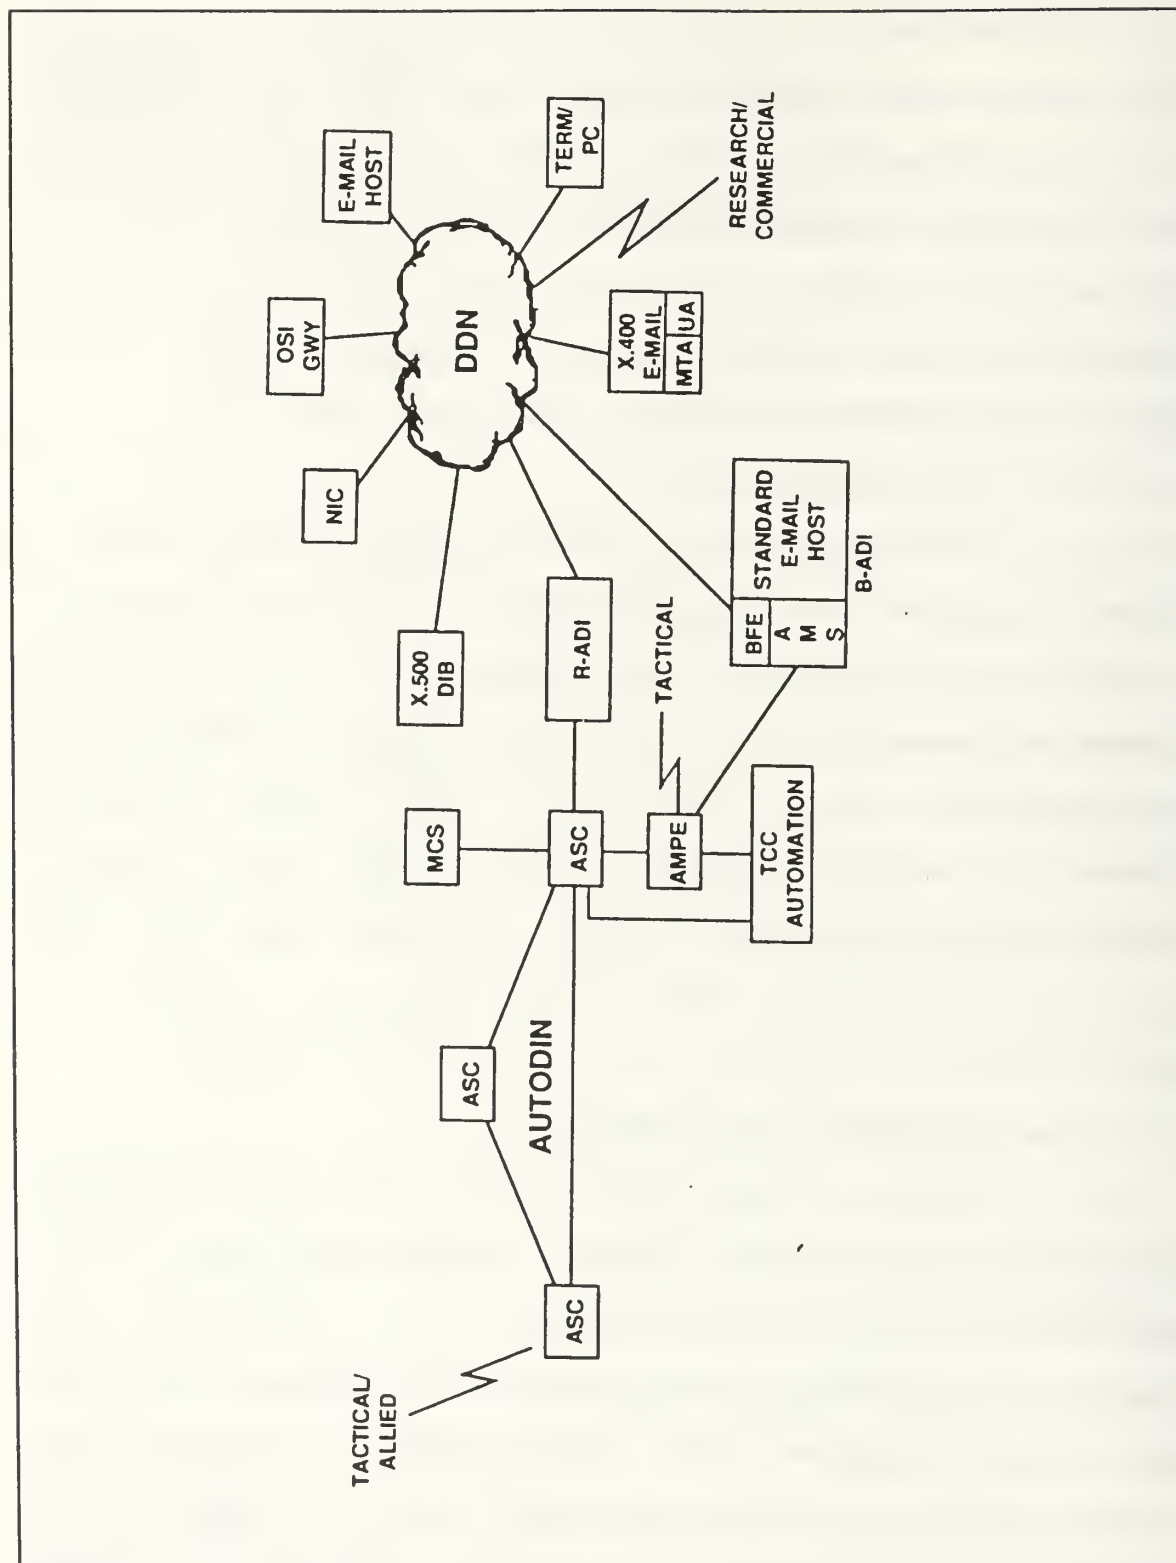 TACTICAL/
ALLIED
ASC
ASC
AUTODIN
MCS
ASC
AMPE
TACTICAL
TCC
AUTOMATION
X.500
DIB
R-ADI
BFE
A
M
S
STANDARD
E-MAIL
HOST
B-ADI
NIC
OSI
GWY
DDN
E-MAIL
HOST
X.400
E-MAIL
MTA
UA
TERM/
PC
RESEARCH/
COMMERCIAL